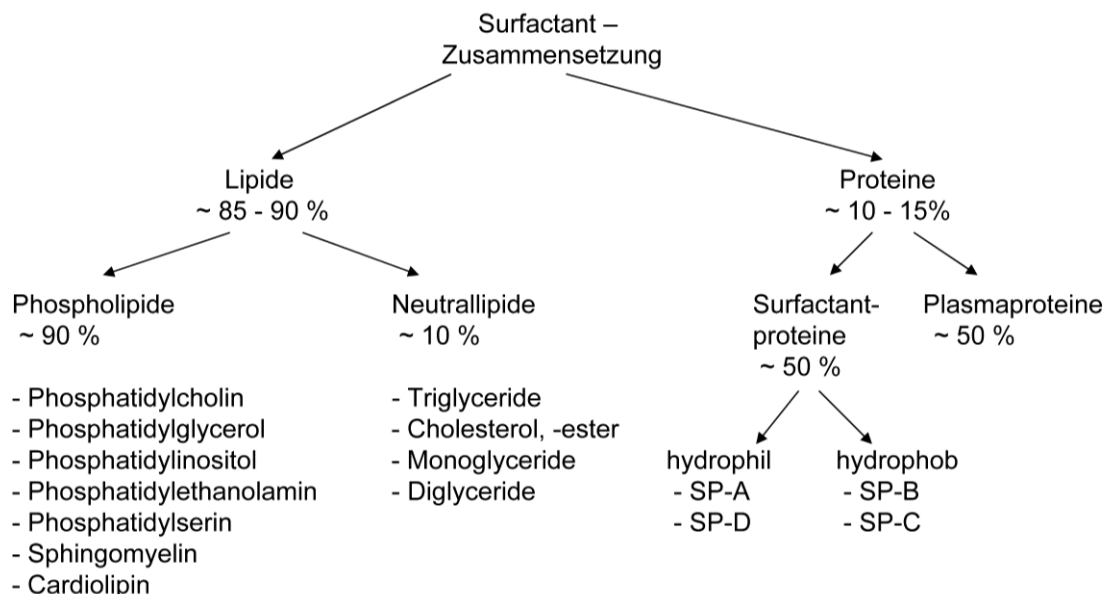 Surfactant –
Zusammensetzung
Lipide
~ 85 - 90 %
Proteine
~ 10 - 15%
Phospholipide
~ 90 %
- Phosphatidylcholin
- Phosphatidylglycerol
- Phosphatidylinositol
- Phosphatidylethanolamin
- Phosphatidylserin
- Sphingomyelin
- Cardiolipin
Neutrallipide
~ 10 %
- Triglyceride
- Cholesterol, -ester
- Monoglyceride
- Diglyceride
Surfactant-
proteine
~ 50 %
Plasmaproteine
~ 50 %
hydrophil
- SP-A
- SP-D
hydrophob
- SP-B
- SP-C